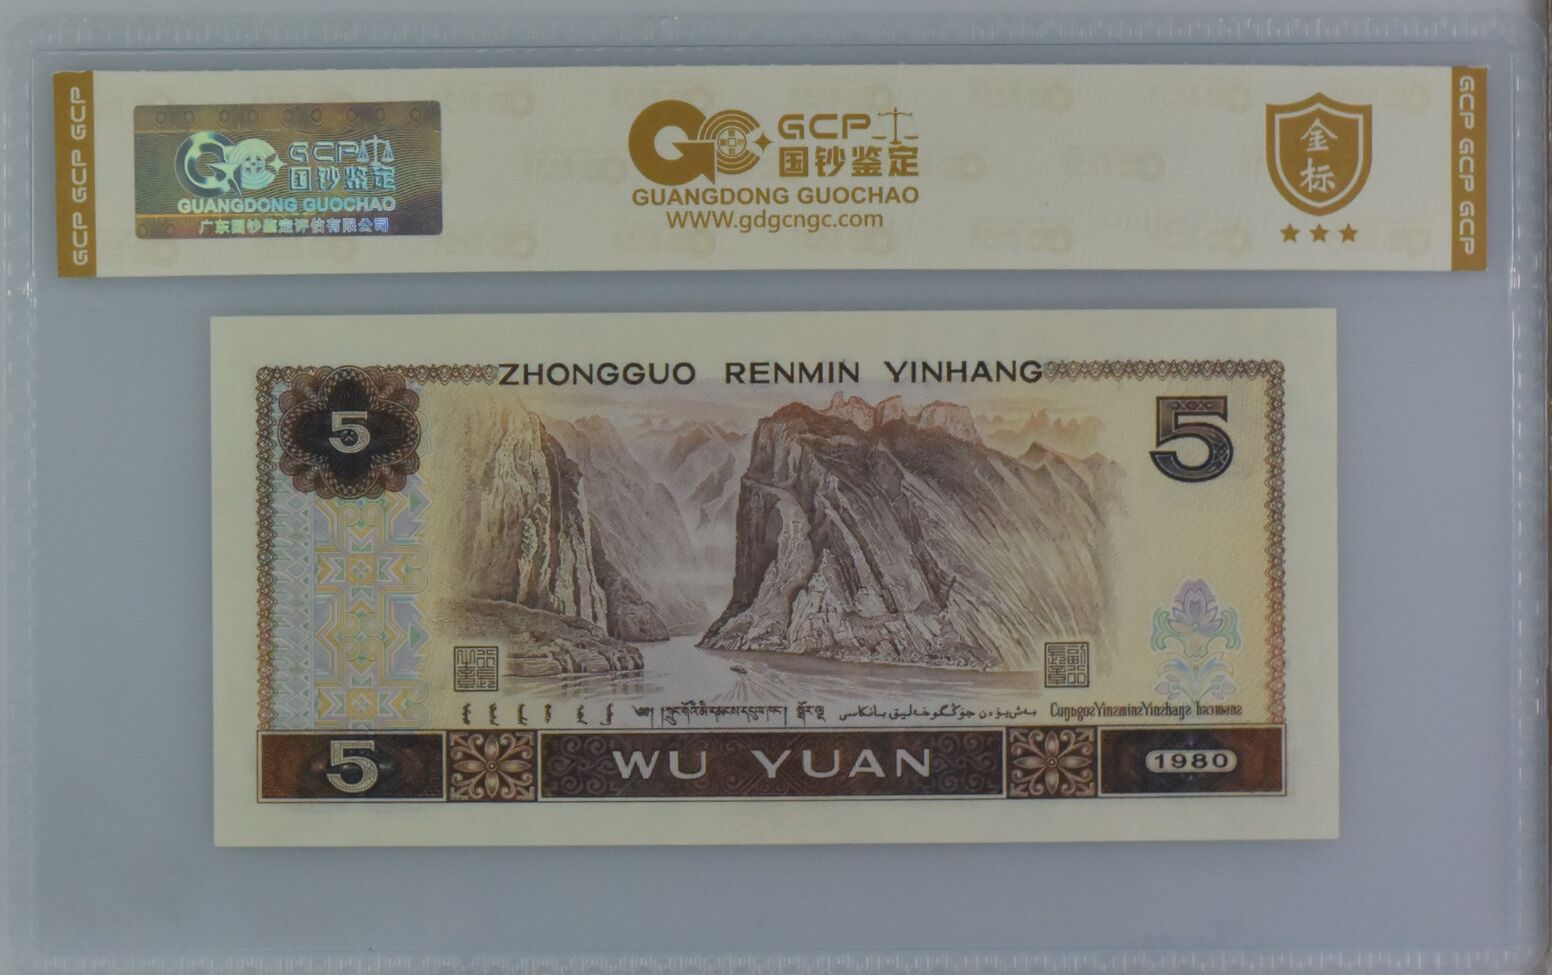 GCP GCP GCP
GCP 国钞鉴定
GUANGDONG GUOCHAO
广东国钞鉴定评估有限公司
GCP
国钞鉴定
GUANGDONG GUOCHAO
WWW.gdgcngc.com
金标
GCP GCP GCP
ZHONGGUO RENMIN YINHANG
5
5
5
WU YUAN
1980